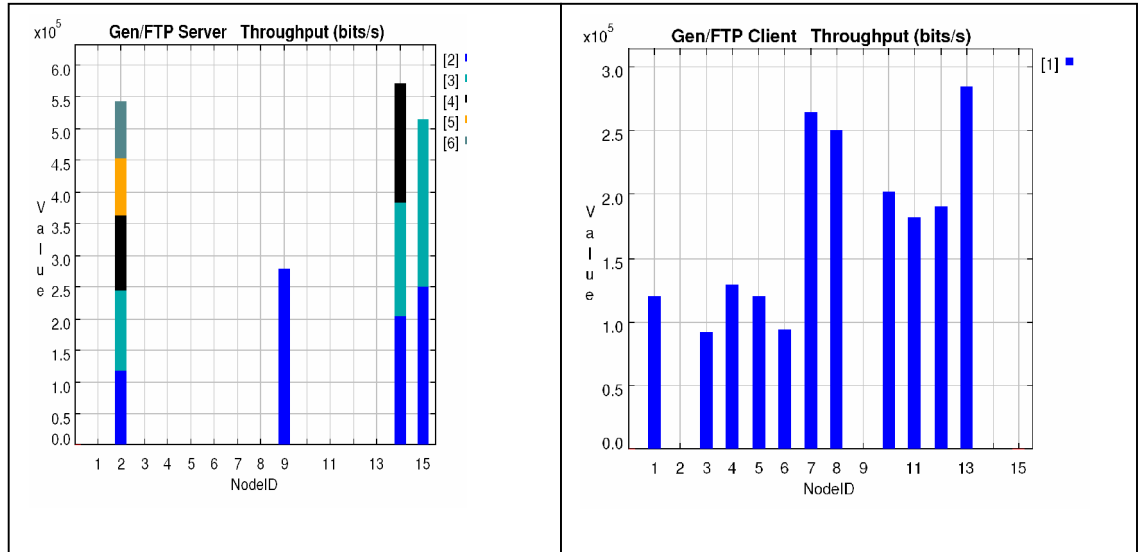 Gen/FTP Server Throughput (bits/s)
x10^5
[2]
[3]
[4]
[5]
[6]
6.0
5.5
5.0
4.5
4.0
3.5
3.0
2.5
2.0
1.5
1.0
0.5
0.0
Value
1 2 3 4 5 6 7 8 9 11 13 15
NodeID
Gen/FTP Client Throughput (bits/s)
x10^5
[1]
3.0
2.5
2.0
1.5
1.0
0.5
0.0
Value
1 2 3 4 5 6 7 8 9 11 13 15
NodeID